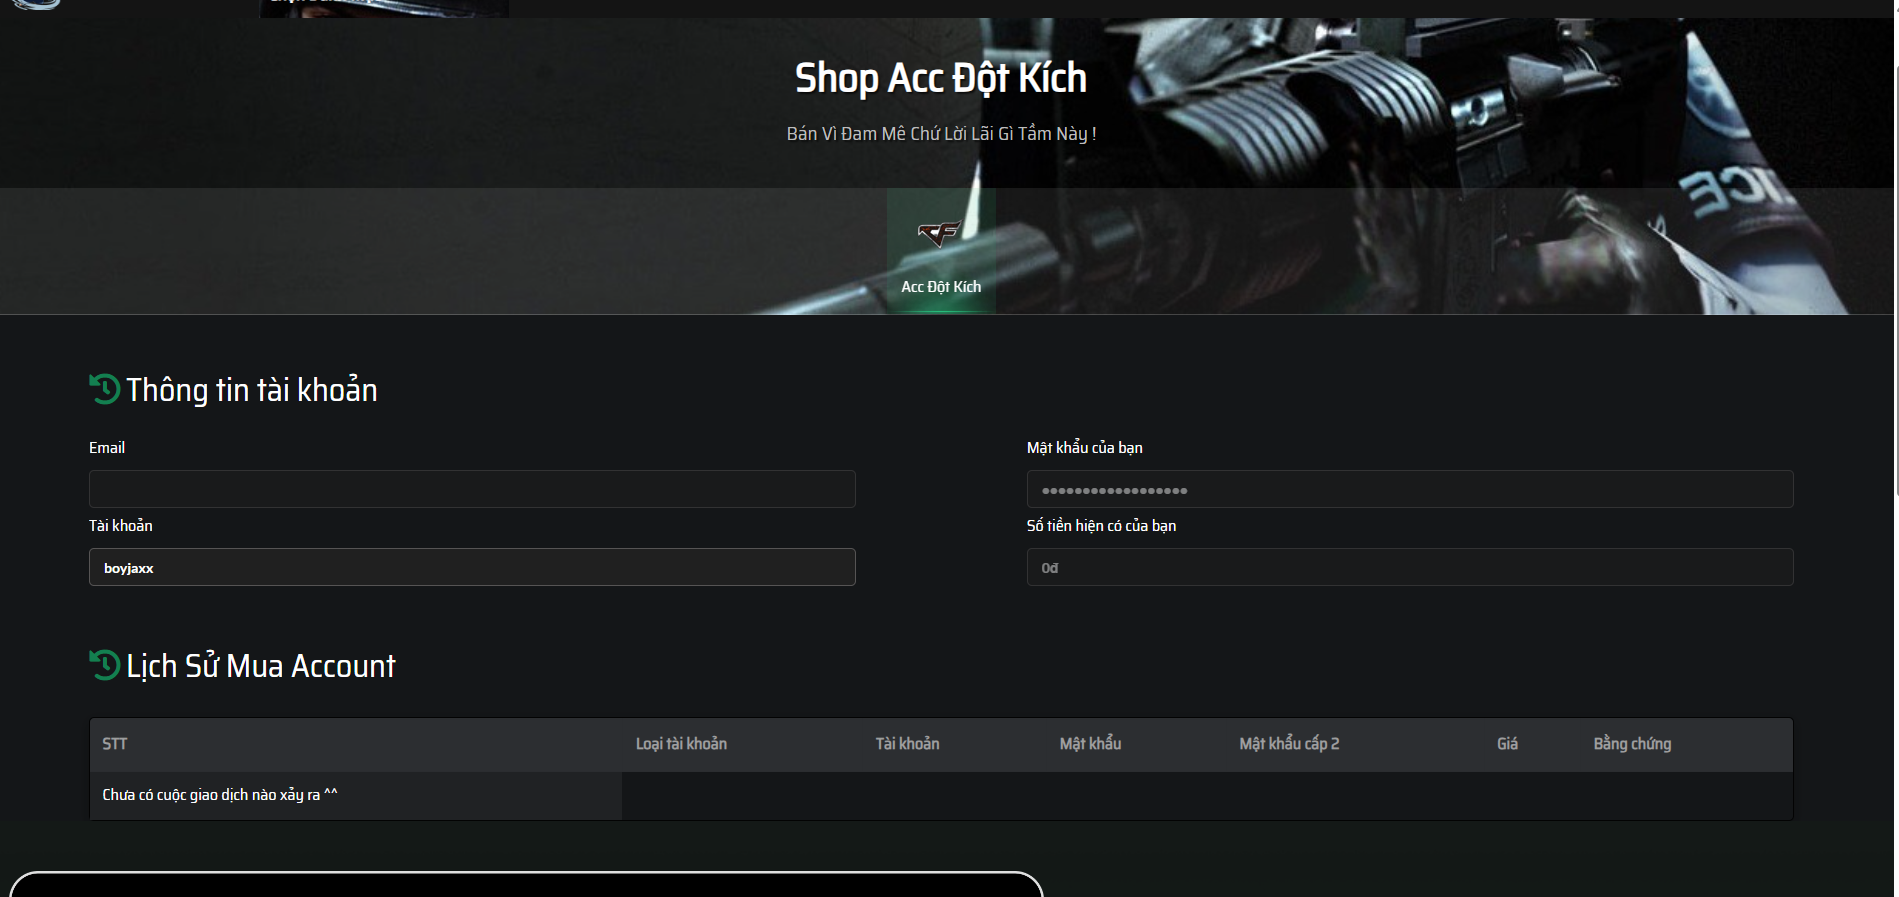 Shop Acc Đột Kích
Bán Vì Đam Mê Chứ Lời Lãi Gì Tầm Này !
CF
Acc Đột Kích
Thông tin tài khoản
Email
Mật khẩu của bạn
••••••••••••••••••
Tài khoản
Số tiền hiện có của bạn
boyjaxx
0đ
Lịch Sử Mua Account
STT Loại tài khoản Tài khoản Mật khẩu Mật khẩu cấp 2 Giá Bằng chứng
Chưa có cuộc giao dịch nào xảy ra ^^